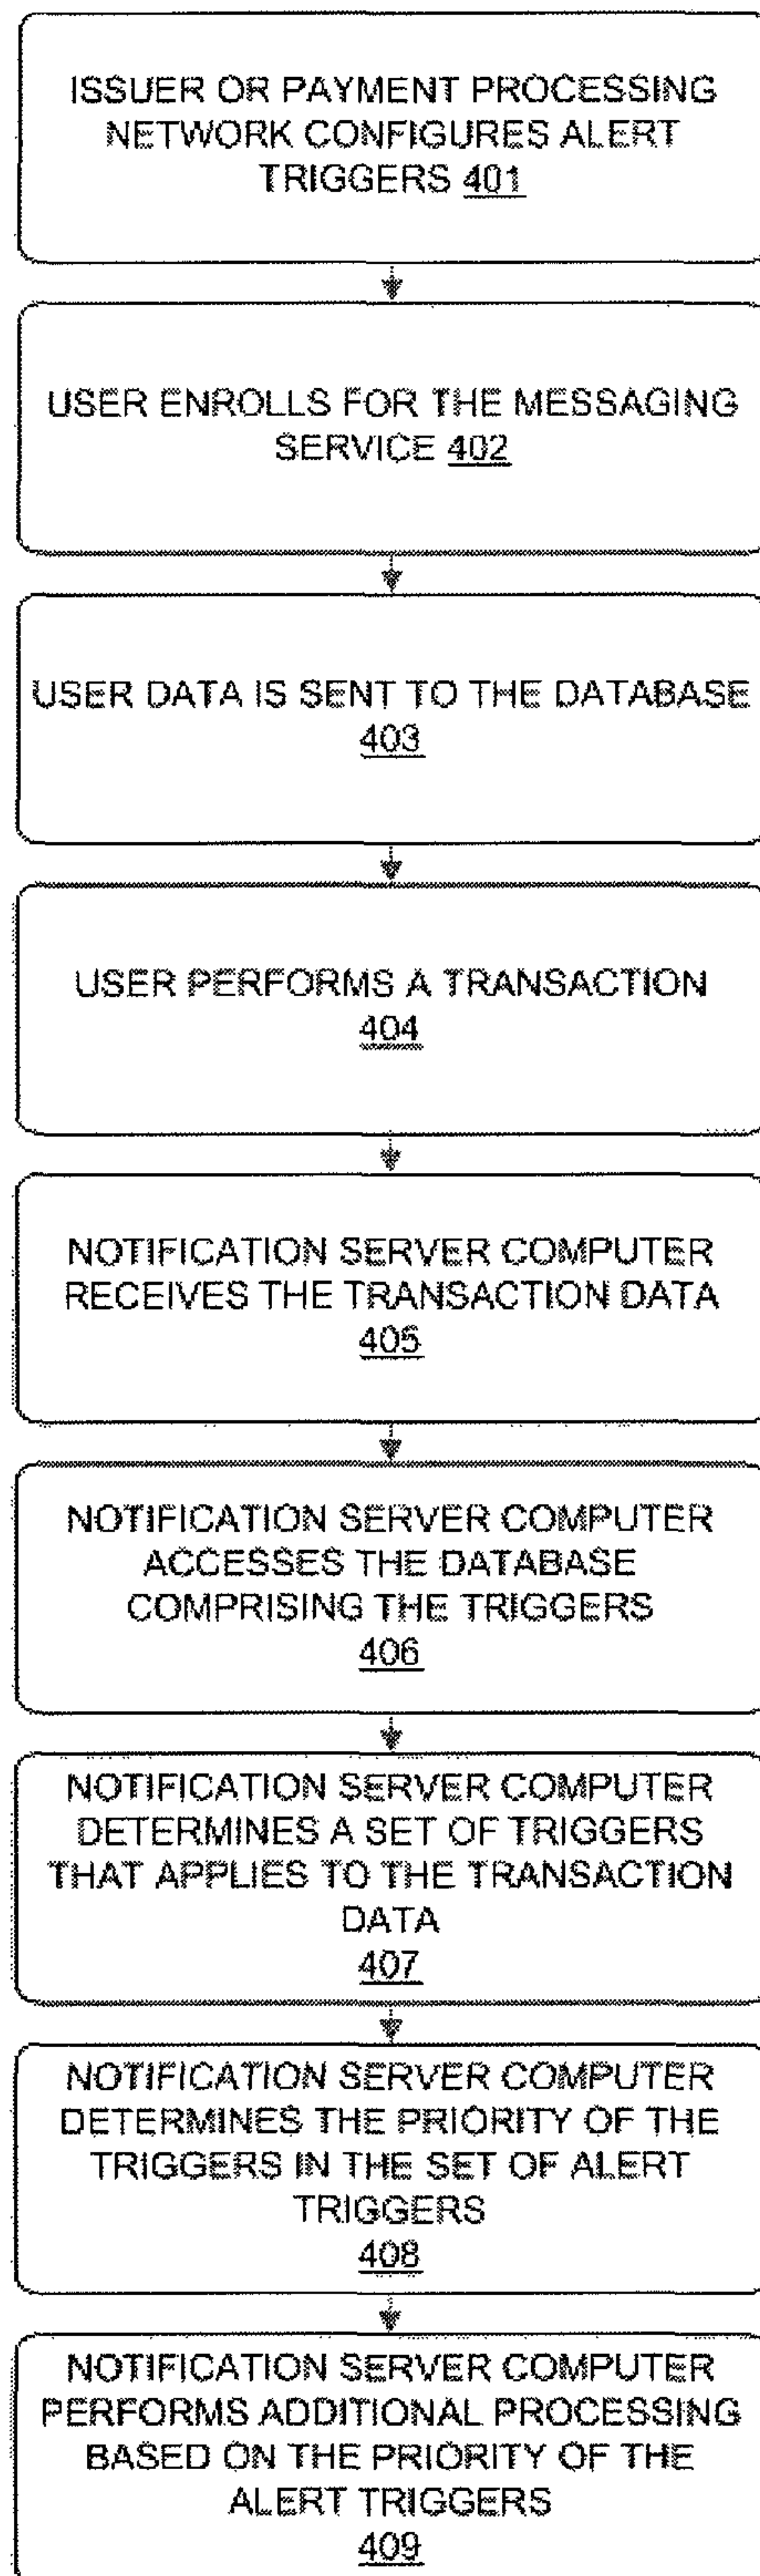 ISSUER OR PAYMENT PROCESSING
NETWORK CONFIGURES ALERT
TRIGGERS 401
USER ENROLLS FOR THE MESSAGING
SERVICE 402
USER DATA IS SENT TO THE DATABASE
403
USER PERFORMS A TRANSACTION
404
NOTIFICATION SERVER COMPUTER
RECEIVES THE TRANSACTION DATA
405
NOTIFICATION SERVER COMPUTER
ACCESSES THE DATABASE
COMPRISING THE TRIGGERS
406
NOTIFICATION SERVER COMPUTER
DETERMINES A SET OF TRIGGERS
THAT APPLIES TO THE TRANSACTION
DATA
407
NOTIFICATION SERVER COMPUTER
DETERMINES THE PRIORITY OF THE
TRIGGERS IN THE SET OF ALERT
TRIGGERS
408
NOTIFICATION SERVER COMPUTER
PERFORMS ADDITIONAL PROCESSING
BASED ON THE PRIORITY OF THE
ALERT TRIGGERS
409